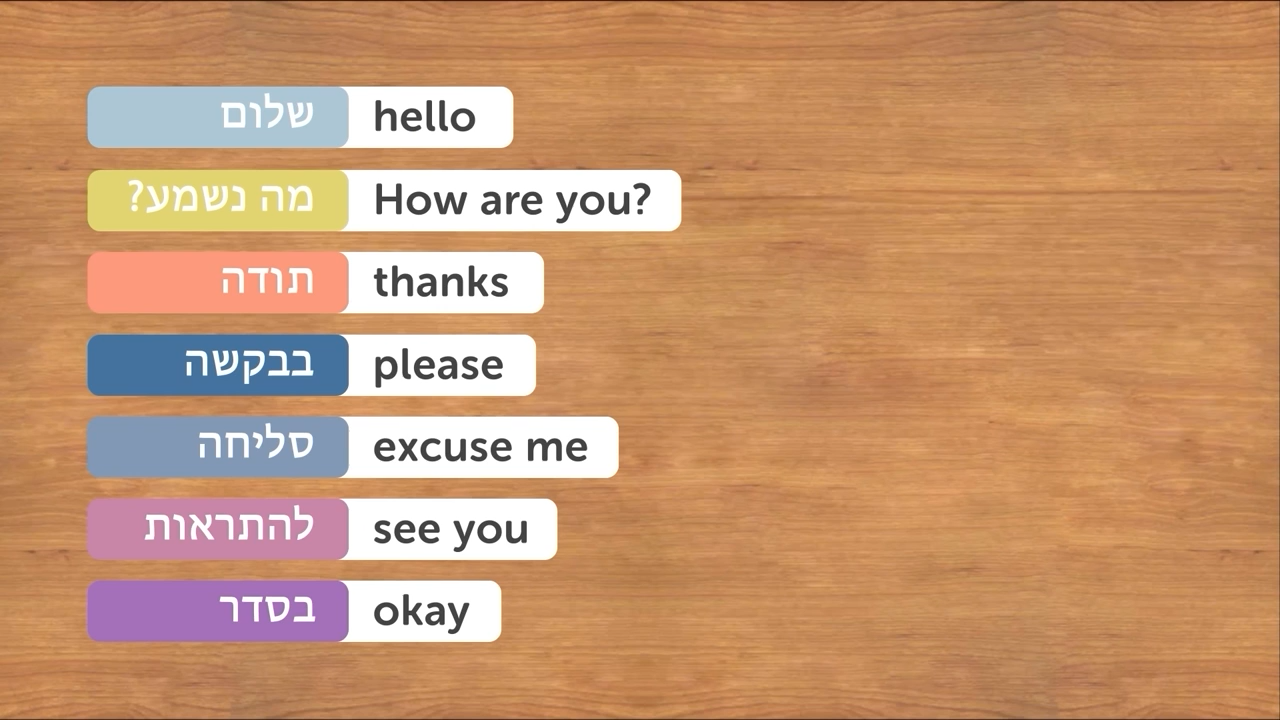 שלום hello
מה נשמע? How are you?
תודה thanks
בבקשה please
סליחה excuse me
להתראות see you
בסדר okay